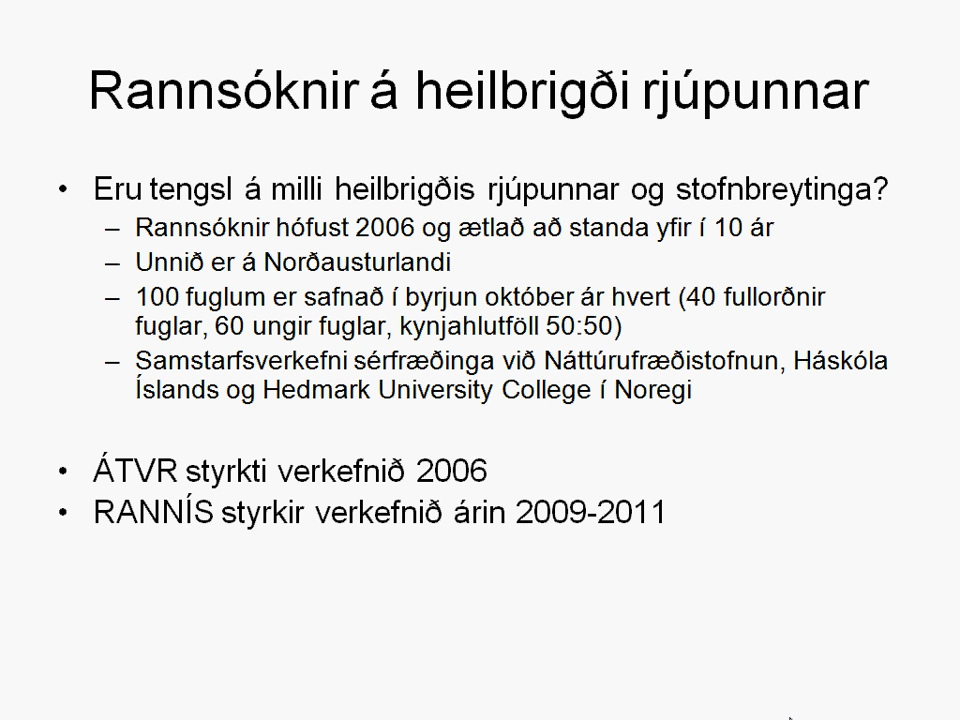 Rannsóknir á heilbrigði rjúpunnar
• Eru tengsl á milli heilbrigðis rjúpunnar og stofnbreytinga?
– Rannsóknir hófust 2006 og ætlað að standa yfir í 10 ár
– Unnið er á Norðausturlandi
– 100 fuglum er safnað í byrjun október ár hvert (40 fullorðnir
fuglar, 60 ungir fuglar, kynjahlutföll 50:50)
– Samstarfsverkefni sérfræðinga við Náttúrufræðistofnun, Háskóla
Íslands og Hedmark University College í Noregi
• ÁTVR styrkti verkefnið 2006
• RANNÍS styrkir verkefnið árin 2009-2011